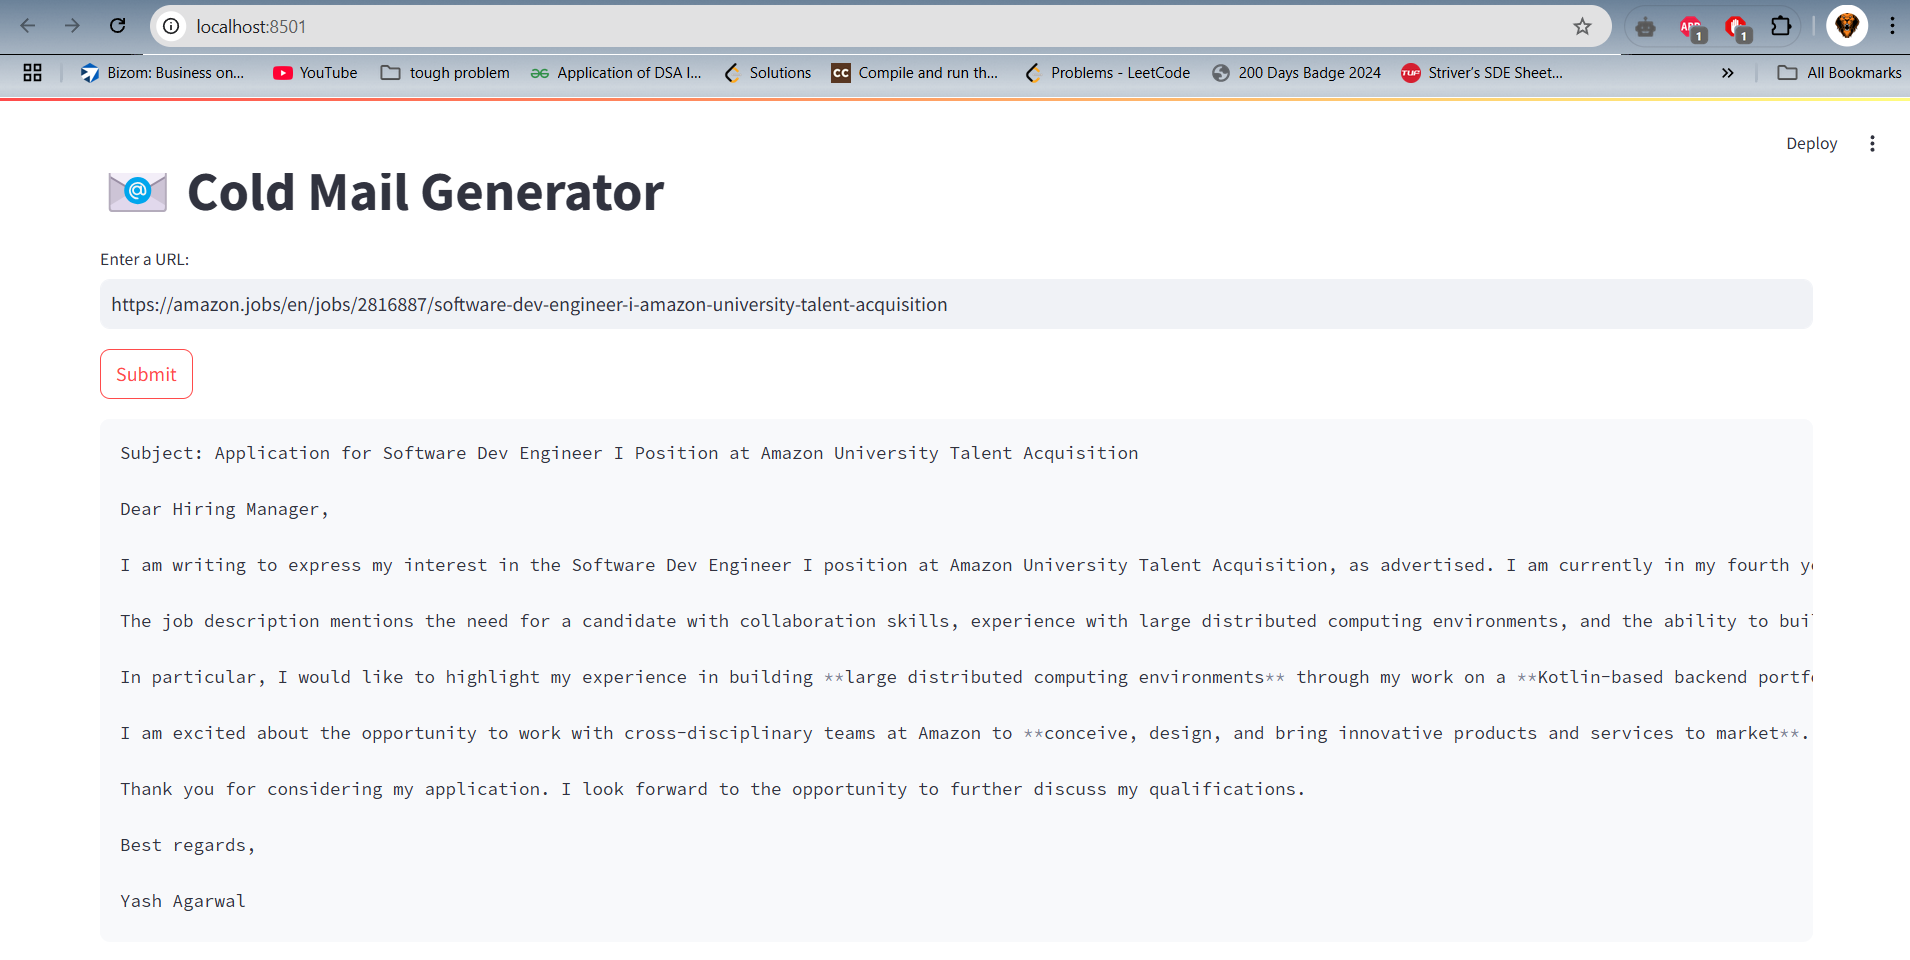 localhost:8501
1
1
Bizom: Business on...
YouTube
tough problem
Application of DSA I...
Solutions
Compile and run th...
Problems - LeetCode
200 Days Badge 2024
Striver's SDE Sheet...
All Bookmarks
Deploy
Cold Mail Generator
Enter a URL:
https://amazon.jobs/en/jobs/2816887/software-dev-engineer-i-amazon-university-talent-acquisition
Submit
Subject: Application for Software Dev Engineer I Position at Amazon University Talent Acquisition
Dear Hiring Manager,
I am writing to express my interest in the Software Dev Engineer I position at Amazon University Talent Acquisition, as advertised. I am currently in my fourth
The job description mentions the need for a candidate with collaboration skills, experience with large distributed computing environments, and the ability to
In particular, I would like to highlight my experience in building **large distributed computing environments** through my work on a **Kotlin-based backend
I am excited about the opportunity to work with cross-disciplinary teams at Amazon to **conceive, design, and bring innovative products and services to market**.
Thank you for considering my application. I look forward to the opportunity to further discuss my qualifications.
Best regards,
Yash Agarwal